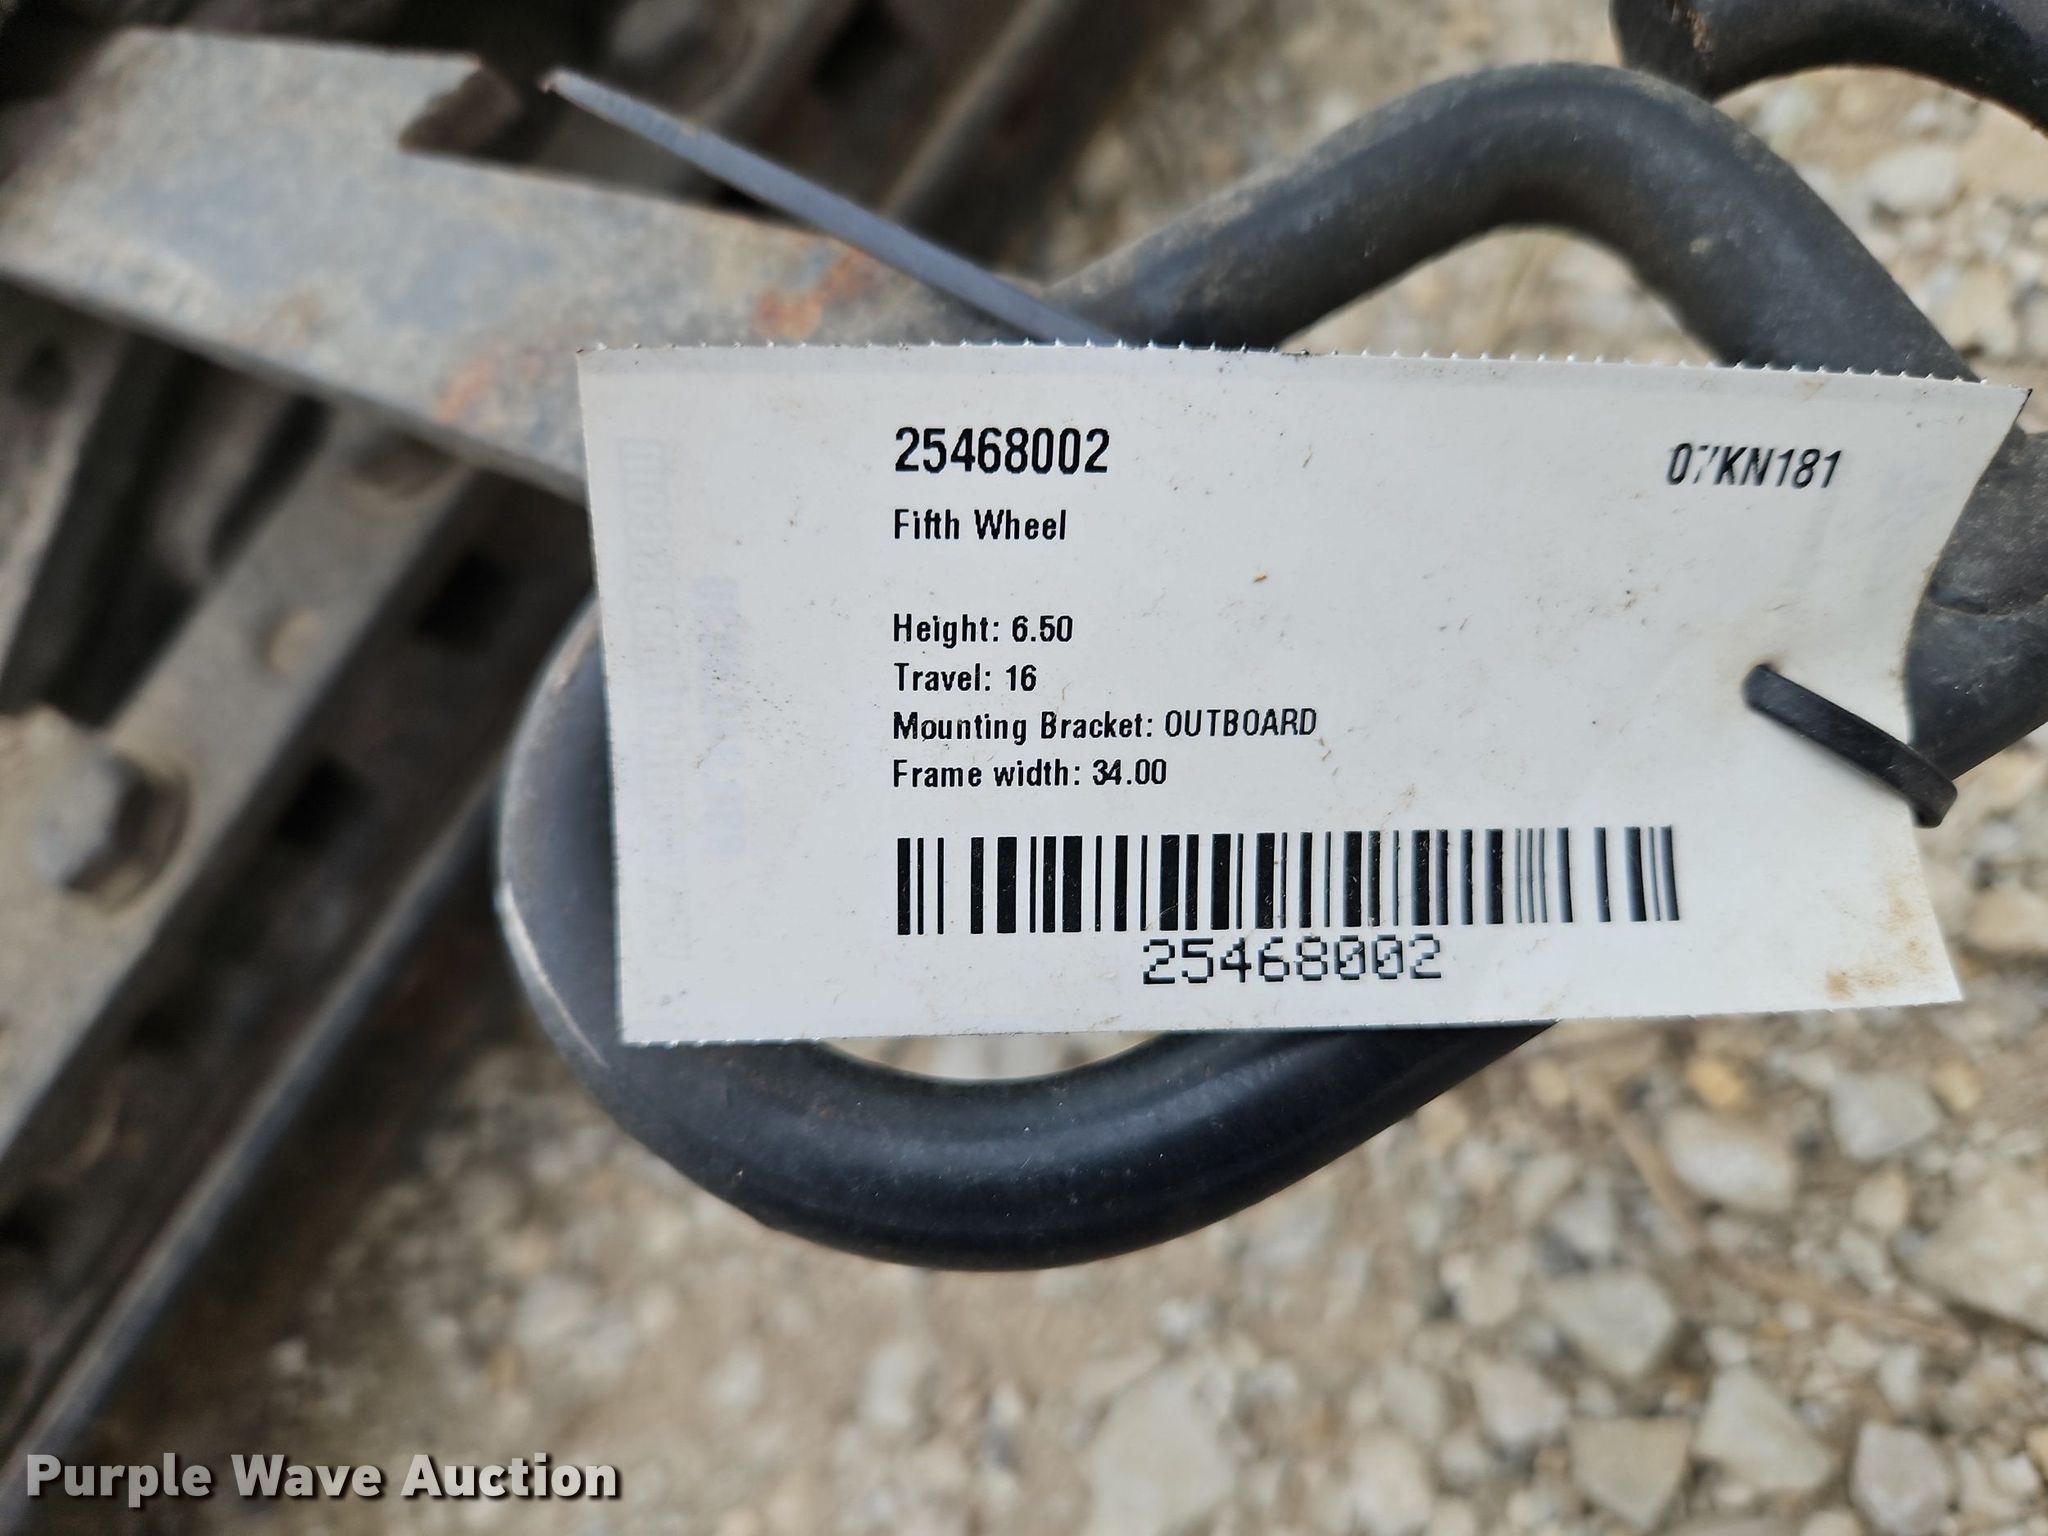 25468002
07KN181
Fifth Wheel
Height: 6.50
Travel: 16
Mounting Bracket: OUTBOARD
Frame width: 34.00
25468002
Purple Wave Auction